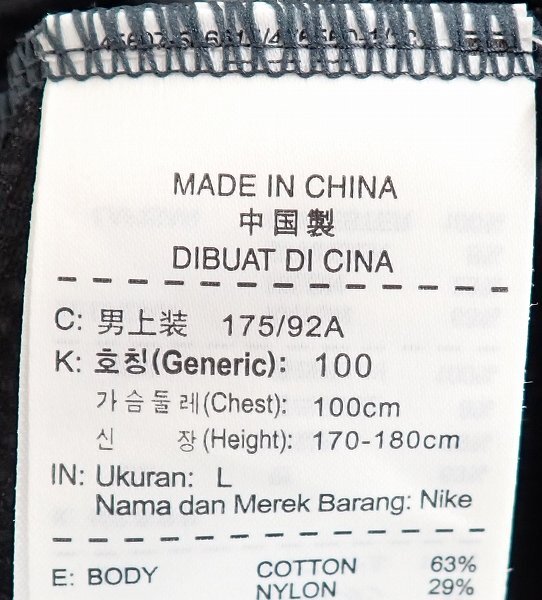 MADE IN CHINA
中国製
DIBUAT DI CINA
C: 男上装 175/92A
K: 호칭(Generic): 100
가슴둘레(Chest): 100cm
신 장(Height): 170-180cm
IN: Ukuran: L
Nama dan Merek Barang: Nike
E: BODY COTTON 63%
NYLON 29%